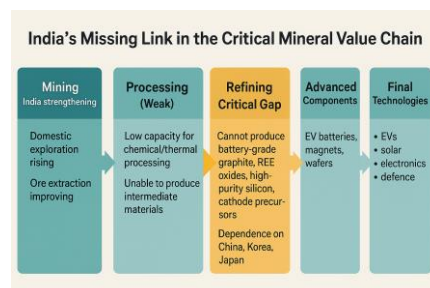 India's Missing Link in the Critical Mineral Value Chain
Mining
India strengthening
Domestic
exploration
rising
Ore extraction
improving
Processing
(Weak)
Low capacity for
chemical/thermal
processing
Unable to produce
intermediate
materials
Refining
Critical Gap
Cannot produce
battary-grade
graphite, REE
oxides, high-
purity silicon,
cathode precur-
sors
Dependence on
China, Korea,
Japan
Advanced
Components
EV batteries,
magnets,
wafers
Final
Technologies
• EVs
• solar
• electronics
• defence